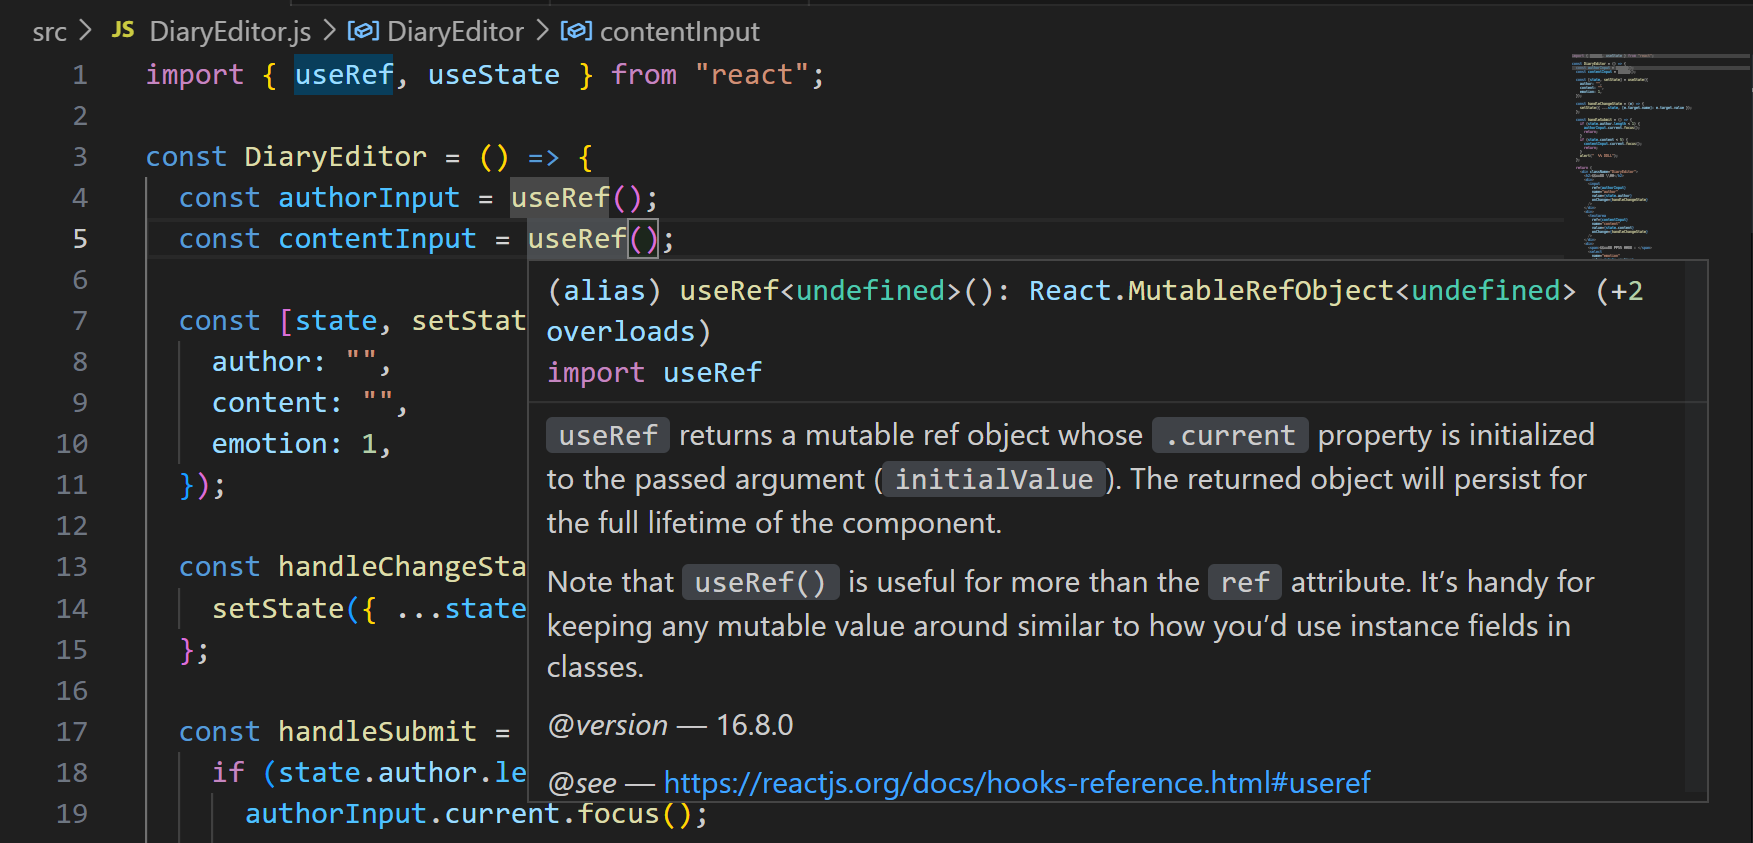 src > JS DiaryEditor.js > DiaryEditor > contentInput
1 import { useRef, useState } from "react";
2
3 const DiaryEditor = () => {
4 const authorInput = useRef();
5 const contentInput = useRef();
6
7 const [state, setStat
8 author: "",
9 content: "",
10 emotion: 1,
11 });
12
13 const handleChangeSta
14 setState({ ...state
15 };
16
17 const handleSubmit =
18 if (state.author.le
19 authorInput.current.focus();
(alias) useRef<undefined>(): React.MutableRefObject<undefined> (+2
overloads)
import useRef
useRef returns a mutable ref object whose .current property is initialized
to the passed argument (initialValue). The returned object will persist for
the full lifetime of the component.
Note that useRef() is useful for more than the ref attribute. It’s handy for
keeping any mutable value around similar to how you’d use instance fields in
classes.
@version — 16.8.0
@see — https://reactjs.org/docs/hooks-reference.html#useref